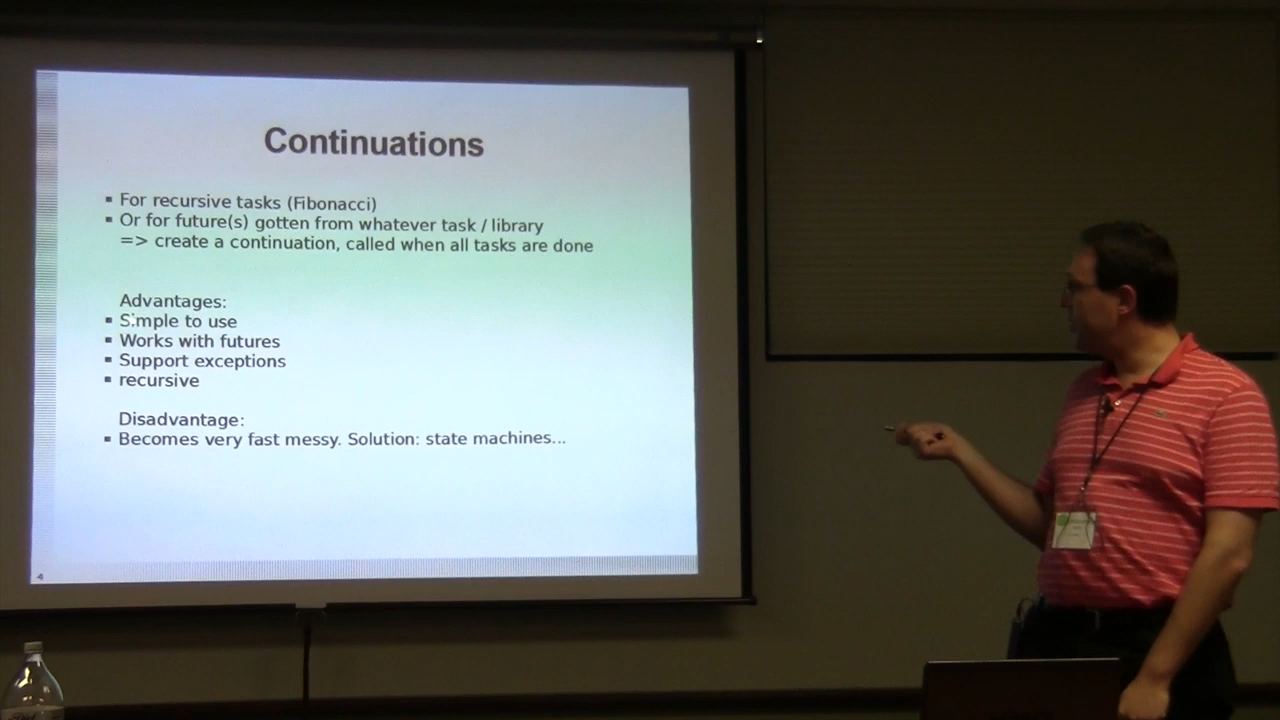 Continuations
▪ For recursive tasks (Fibonacci)
▪ Or for future(s) gotten from whatever task / library
=> create a continuation, called when all tasks are done
Advantages:
▪ Simple to use
▪ Works with futures
▪ Support exceptions
▪ recursive
Disadvantage:
▪ Becomes very fast messy. Solution: state machines...
4